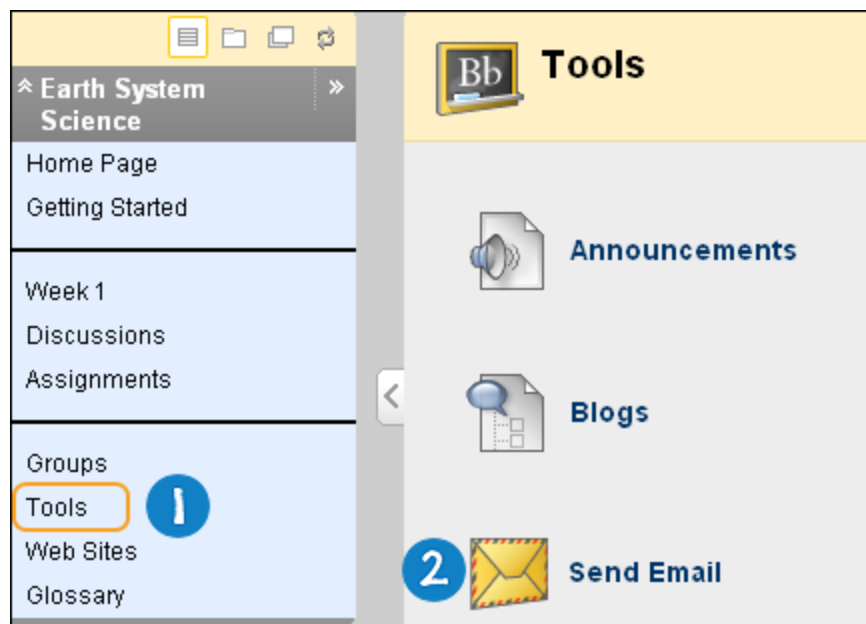 Earth System
Science
Home Page
Getting Started
Week 1
Discussions
Assignments
Groups
Tools
1
Web Sites
Glossary
Bb
Tools
Announcements
Blogs
2
Send Email